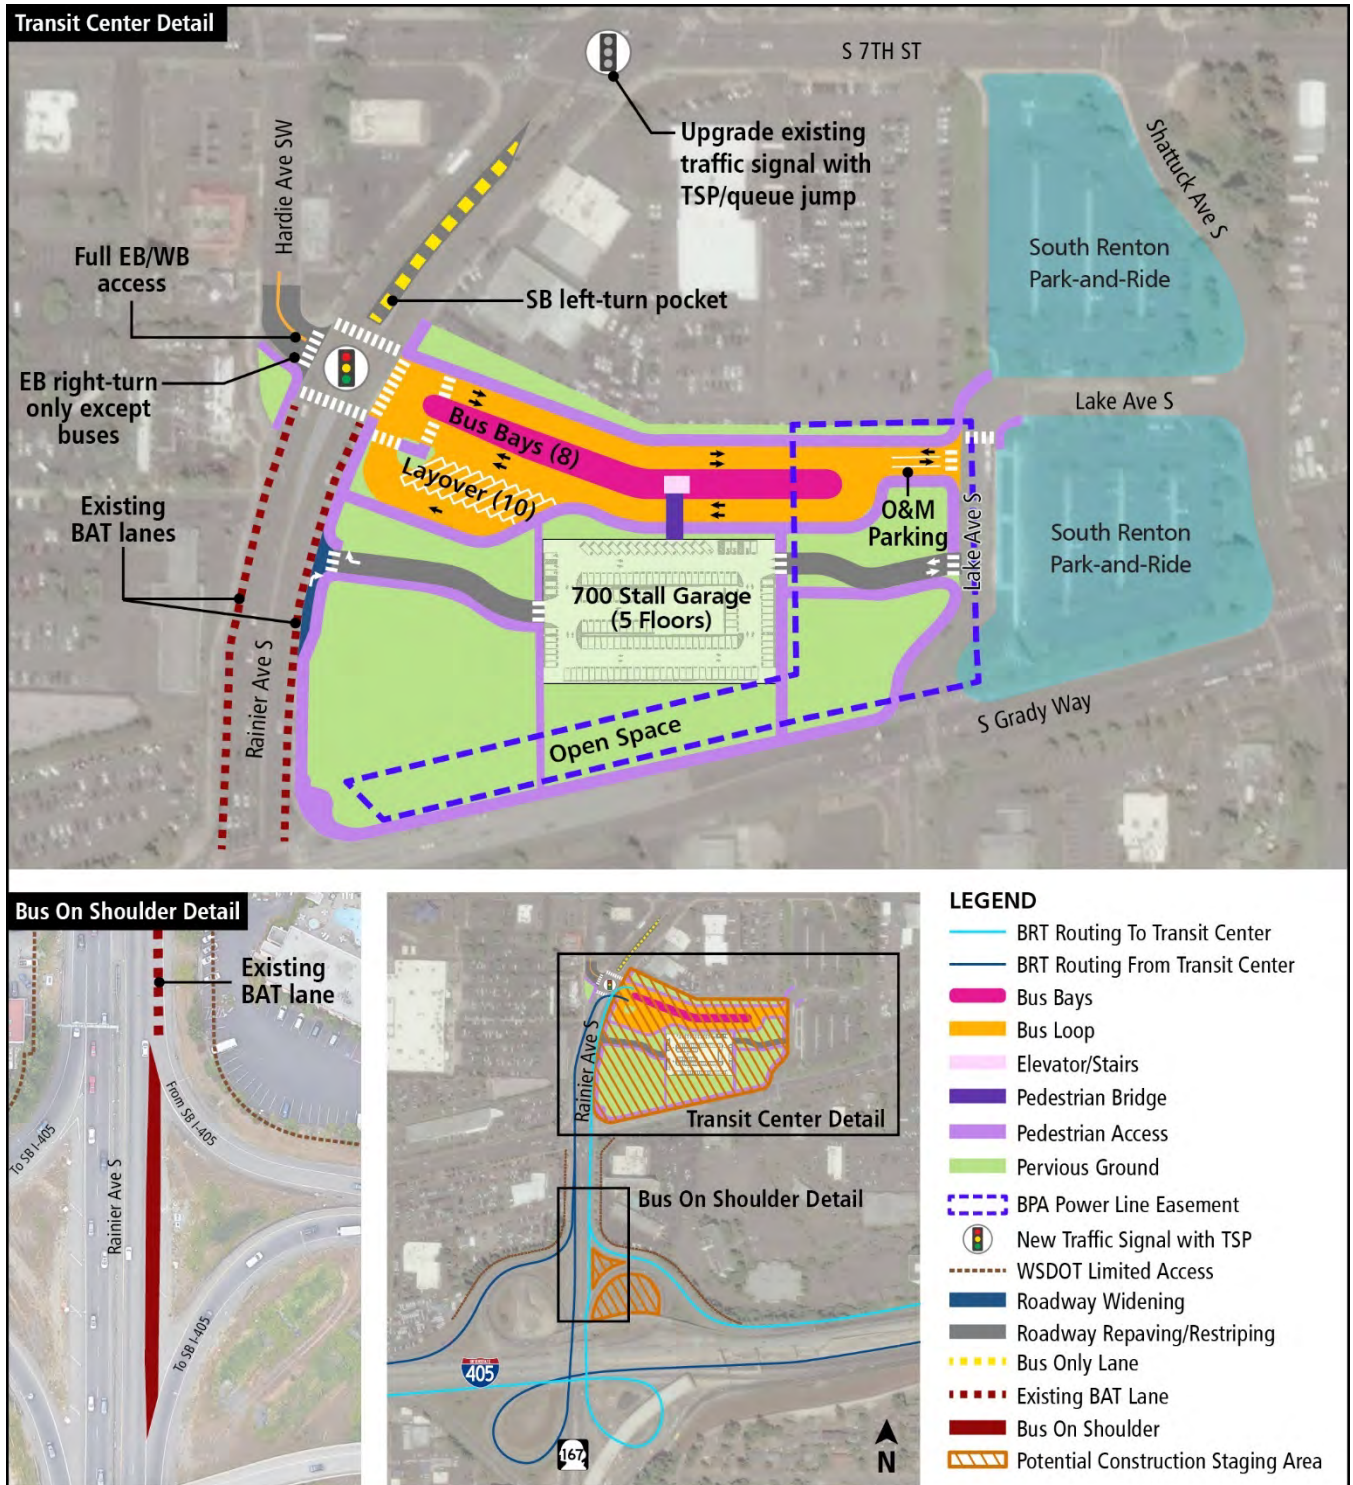 Transit Center Detail
S 7TH ST
Upgrade existing
traffic signal with
TSP/queue jump
Hardie Ave SW
Shattuck Ave S
South Renton
Park-and-Ride
Full EB/WB
access
SB left-turn pocket
EB right-turn
only except
buses
Lake Ave S
Bus Bays (8)
Layover (10)
O&M
Parking
Lake Ave S
South Renton
Park-and-Ride
Existing
BAT lanes
700 Stall Garage
(5 Floors)
Rainier Ave S
Open Space
S Grady Way
Bus On Shoulder Detail
Existing
BAT lane
To SB I-405
From SB I-405
Rainier Ave S
To SB I-405
Rainier Ave S
Transit Center Detail
Bus On Shoulder Detail
INTERSTATE
405
167
N
LEGEND
BRT Routing To Transit Center
BRT Routing From Transit Center
Bus Bays
Bus Loop
Elevator/Stairs
Pedestrian Bridge
Pedestrian Access
Pervious Ground
BPA Power Line Easement
New Traffic Signal with TSP
WSDOT Limited Access
Roadway Widening
Roadway Repaving/Restriping
Bus Only Lane
Existing BAT Lane
Bus On Shoulder
Potential Construction Staging Area